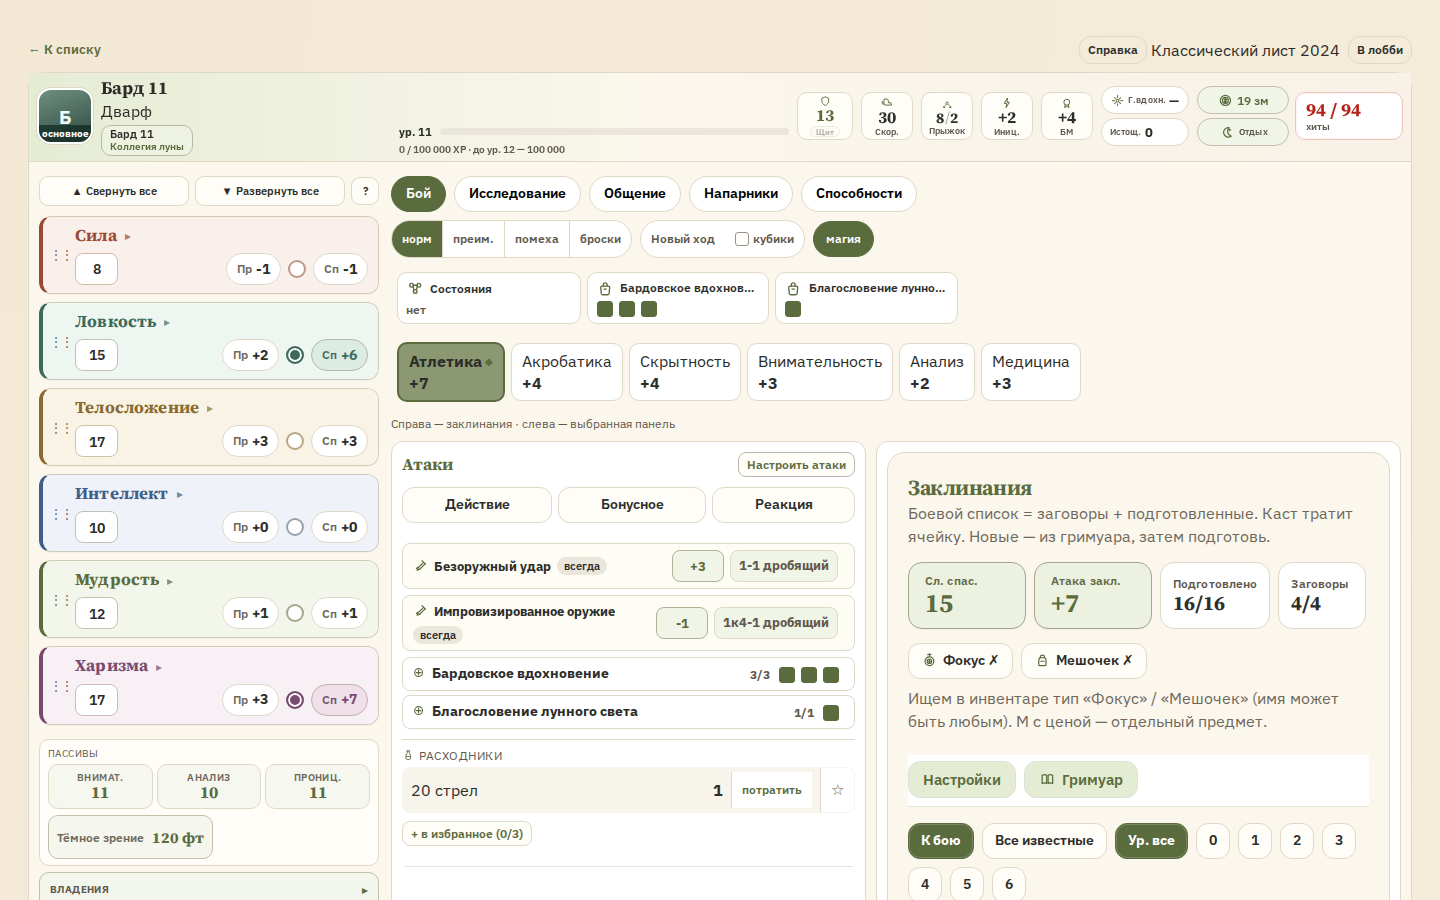 ← К списку
Справка Классический лист 2024 В лобби
Б
основное
Бард 11
Дварф
Бард 11
Коллегия луны
ур. 11
0 / 100 000 XP · до ур. 12 — 100 000
13
Щит
30
Скор.
8/2
Прыжок
+2
Иниц.
+4
БМ
Г.вдохн. —
Истощ. 0
19 зм
Отдых
94 / 94
хиты
▲ Свернуть все
▼ Развернуть все
?
Сила ▸
8
Пр -1
Сп -1
Ловкость ▸
15
Пр +2
Сп +6
Телосложение ▸
17
Пр +3
Сп +3
Интеллект ▸
10
Пр +0
Сп +0
Мудрость ▸
12
Пр +1
Сп +1
Харизма ▸
17
Пр +3
Сп +7
ПАССИВЫ
ВНИМАТ.
11
АНАЛИЗ
10
ПРОНИЦ.
11
Тёмное зрение 120 фт
ВЛАДЕНИЯ ▸
Бой
Исследование
Общение
Напарники
Способности
норм
преим.
помеха
броски
Новый ход
кубики
магия
Состояния
нет
Бардовское вдохнов...
Благословение лунно...
Атлетика ◆
+7
Акробатика
+4
Скрытность
+4
Внимательность
+3
Анализ
+2
Медицина
+3
Справа — заклинания · слева — выбранная панель
Атаки
Настроить атаки
Действие
Бонусное
Реакция
Безоружный удар всегда
+3
1-1 дробящий
Импровизированное оружие
всегда
-1
1к4-1 дробящий
Бардовское вдохновение
3/3
Благословение лунного света
1/1
РАСХОДНИКИ
20 стрел
1
потратить
☆
+ в избранное (0/3)
Заклинания
Боевой список = заговоры + подготовленные. Каст тратит
ячейку. Новые — из гримуара, затем подготовь.
Сл. спас.
15
Атака закл.
+7
Подготовлено
16/16
Заговоры
4/4
Фокус ✗
Мешочек ✗
Ищем в инвентаре тип «Фокус» / «Мешочек» (имя может
быть любым). М с ценой — отдельный предмет.
Настройки
Гримуар
К бою
Все известные
Ур. все
0
1
2
3
4
5
6